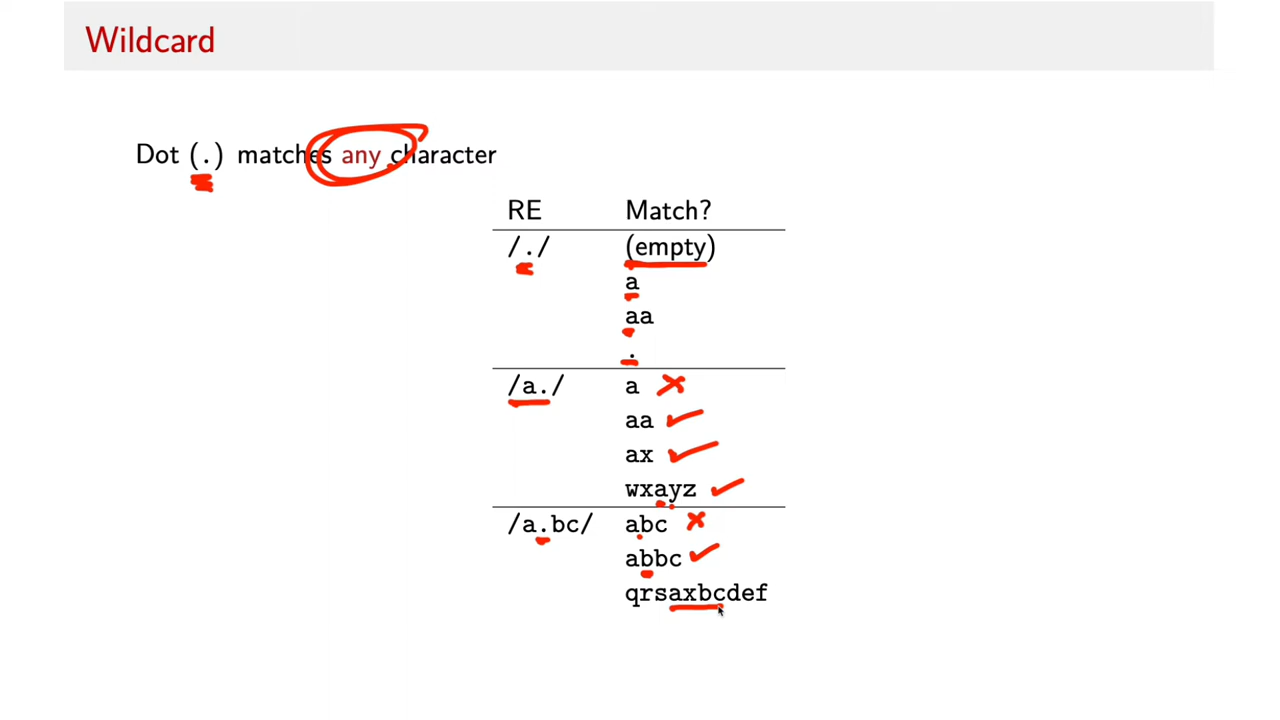 Wildcard
Dot (.) matches any character
RE Match?
/./ (empty)
a
aa
.
/a./ a
aa
ax
wxayz
/a.bc/ abc
abbc
qrsaxbcdef